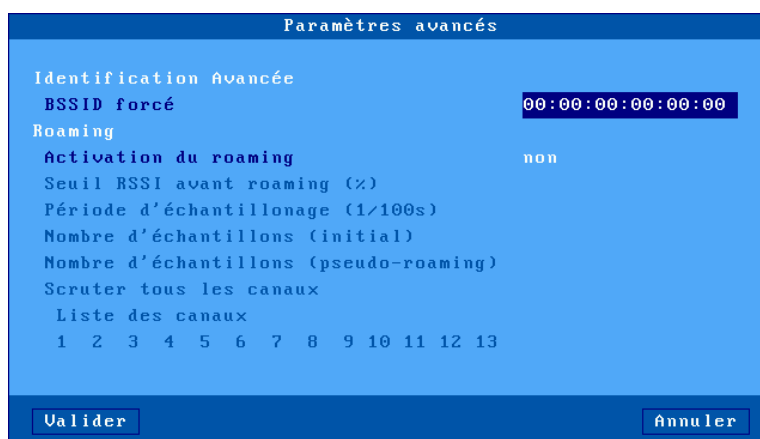 Paramètres avancés
Identification Avancée
BSSID forcé 00:00:00:00:00:00
Roaming
Activation du roaming non
Seuil RSSI avant roaming (%)
Période d'échantillonage (1/100s)
Nombre d'échantillons (initial)
Nombre d'échantillons (pseudo-roaming)
Scruter tous les canaux
Liste des canaux
1 2 3 4 5 6 7 8 9 10 11 12 13
Valider Annuler